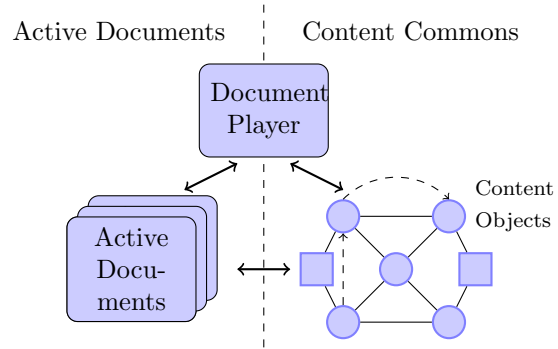 Active Documents
Content Commons
Document
Player
Content
Objects
Active
Docu-
ments